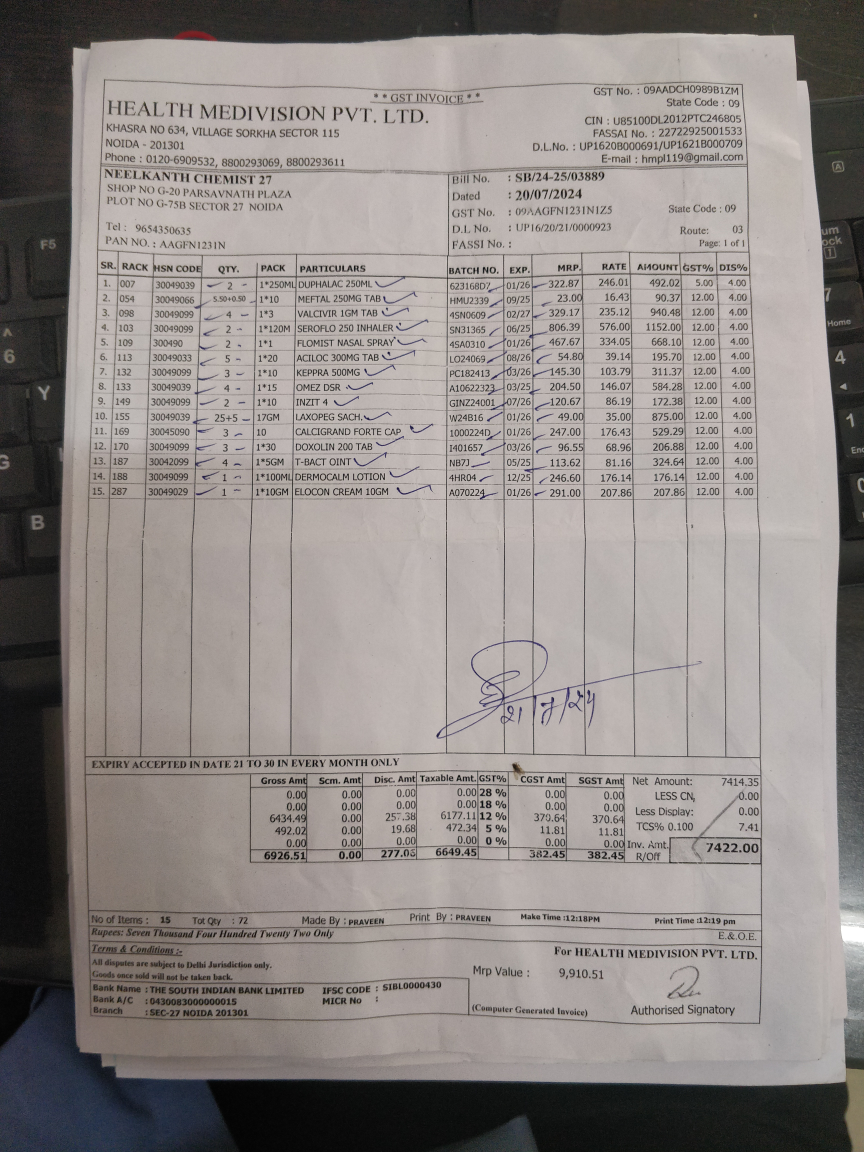 * * GST INVOICE * *
HEALTH MEDIVISION PVT. LTD.
KHASRA NO 634, VILLAGE SORKHA SECTOR 115
NOIDA - 201301
Phone : 0120-6909532, 8800293069, 8800293611
GST No. : 09AADCH0989B1ZM
State Code : 09
CIN : U85100DL2012PTC246805
FASSAI No. : 22722925001533
D.L.No. : UP1620B000691/UP1621B000709
E-mail : hmpl119@gmail.com
NEELKANTH CHEMIST 27
SHOP NO G-20 PARSAVNATH PLAZA
PLOT NO G-75B SECTOR 27 NOIDA
Tel : 9654350635
PAN NO. : AAGFN1231N
Bill No. : SB/24-25/03889
Dated : 20/07/2024
GST No. : 09AAGFN1231N1Z5 State Code : 09
D.L No. : UP16/20/21/0000923 Route: 03
FASSI No. : Page: 1 of 1
SR. RACK HSN CODE QTY. PACK PARTICULARS BATCH NO. EXP. MRP. RATE AMOUNT GST% DIS%
1. 007 30049039 2 1*250ML DUPHALAC 250ML 623168D7 01/26 322.87 246.01 492.02 5.00 4.00
2. 054 30049066 5.50+0.50 1*10 MEFTAL 250MG TAB HMU2339 09/25 23.00 16.43 90.37 12.00 4.00
3. 098 30049099 4 1*3 VALCIVIR 1GM TAB 4SN0609 02/27 329.17 235.12 940.48 12.00 4.00
4. 103 30049099 2 1*120M SEROFLO 250 INHALER SN31365 06/25 806.39 576.00 1152.00 12.00 4.00
5. 109 300490 2 1*1 FLOMIST NASAL SPRAY 4SA0310 01/26 467.67 334.05 668.10 12.00 4.00
6. 113 30049033 5 1*20 ACILOC 300MG TAB LO24069 08/26 54.80 39.14 195.70 12.00 4.00
7. 132 30049099 3 1*10 KEPPRA 500MG PC182413 03/26 145.30 103.79 311.37 12.00 4.00
8. 133 30049039 4 1*15 OMEZ DSR A10622323 03/25 204.50 146.07 584.28 12.00 4.00
9. 149 30049099 2 1*10 INZIT 4 GINZ24001 07/26 120.67 86.19 172.38 12.00 4.00
10. 155 30049039 25+5 17GM LAXOPEG SACH. W24B16 01/26 49.00 35.00 875.00 12.00 4.00
11. 169 30045090 3 10 CALCIGRAND FORTE CAP 1000224D 01/26 247.00 176.43 529.29 12.00 4.00
12. 170 30049099 3 1*30 DOXOLIN 200 TAB I401657 03/26 96.55 68.96 206.88 12.00 4.00
13. 187 30042099 4 1*5GM T-BACT OINT NB7J 05/25 113.62 81.16 324.64 12.00 4.00
14. 188 30049099 1 1*100ML DERMOCALM LOTION 4HR04 12/25 246.60 176.14 176.14 12.00 4.00
15. 287 30049029 1 1*10GM ELOCON CREAM 10GM A070224 01/26 291.00 207.86 207.86 12.00 4.00
21/7/24
EXPIRY ACCEPTED IN DATE 21 TO 30 IN EVERY MONTH ONLY
Gross Amt Scm. Amt Disc. Amt Taxable Amt. GST% CGST Amt SGST Amt
0.00 0.00 0.00 0.00 28 % 0.00 0.00
0.00 0.00 0.00 0.00 18 % 0.00 0.00
6434.49 0.00 257.38 6177.11 12 % 370.64 370.64
492.02 0.00 19.68 472.34 5 % 11.81 11.81
0.00 0.00 0.00 0.00 0 % 0.00 0.00
6926.51 0.00 277.06 6649.45 382.45 382.45
Net Amount: 7414.35
LESS CN, 0.00
Less Display: 0.00
TCS% 0.100 7.41
Inv. Amt. 7422.00
R/Off
No of Items : 15 Tot Qty : 72 Made By : PRAVEEN Print By : PRAVEEN Make Time :12:18PM Print Time :12:19 pm
Rupees: Seven Thousand Four Hundred Twenty Two Only E.& O.E.
Terms & Conditions :-
All disputes are subject to Delhi Jurisdiction only.
Goods once sold will not be taken back.
Bank Name : THE SOUTH INDIAN BANK LIMITED IFSC CODE : SIBL0000430
Bank A/C : 0430083000000015 MICR No :
Branch : SEC-27 NOIDA 201301
For HEALTH MEDIVISION PVT. LTD.
Mrp Value : 9,910.51
(Computer Generated Invoice) Authorised Signatory
F5
6
Y
G
B
A
7
Home
4
1